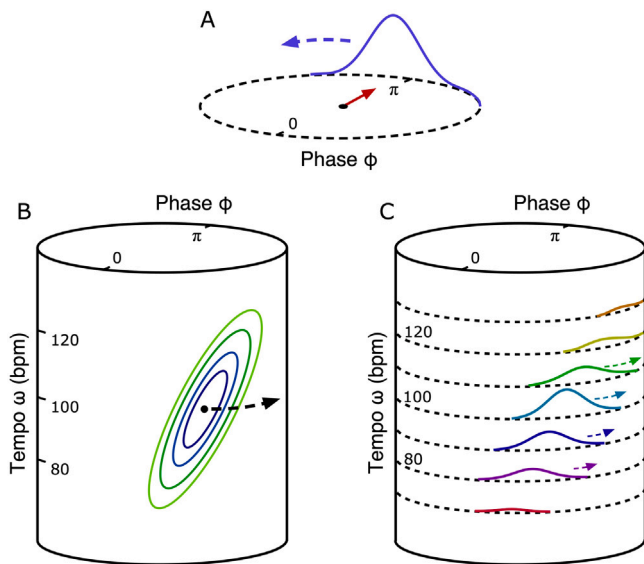 A
π
0
Phase ϕ
B
Phase ϕ
π
0
Tempo ω (bpm)
120
100
80
C
Phase ϕ
π
0
Tempo ω (bpm)
120
100
80